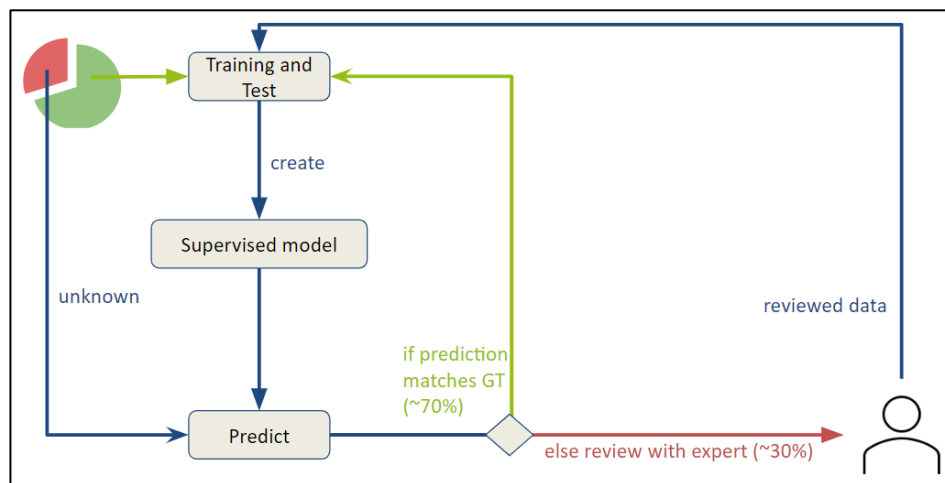 Training and
Test
create
Supervised model
unknown
reviewed data
if prediction
matches GT
(~70%)
Predict
else review with expert (~30%)